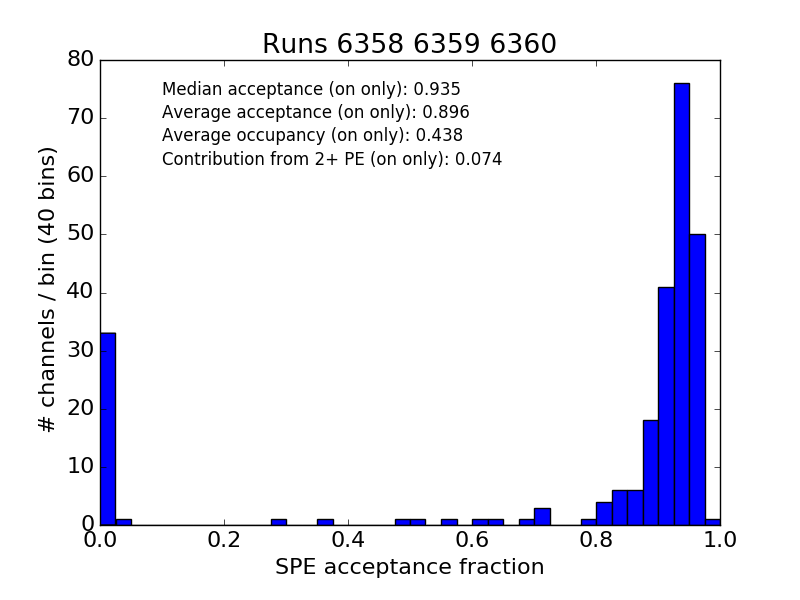 Runs 6358 6359 6360
80
70
60
50
40
30
20
10
0
# channels / bin (40 bins)
Median acceptance (on only): 0.935
Average acceptance (on only): 0.896
Average occupancy (on only): 0.438
Contribution from 2+ PE (on only): 0.074
0.0 0.2 0.4 0.6 0.8 1.0
SPE acceptance fraction